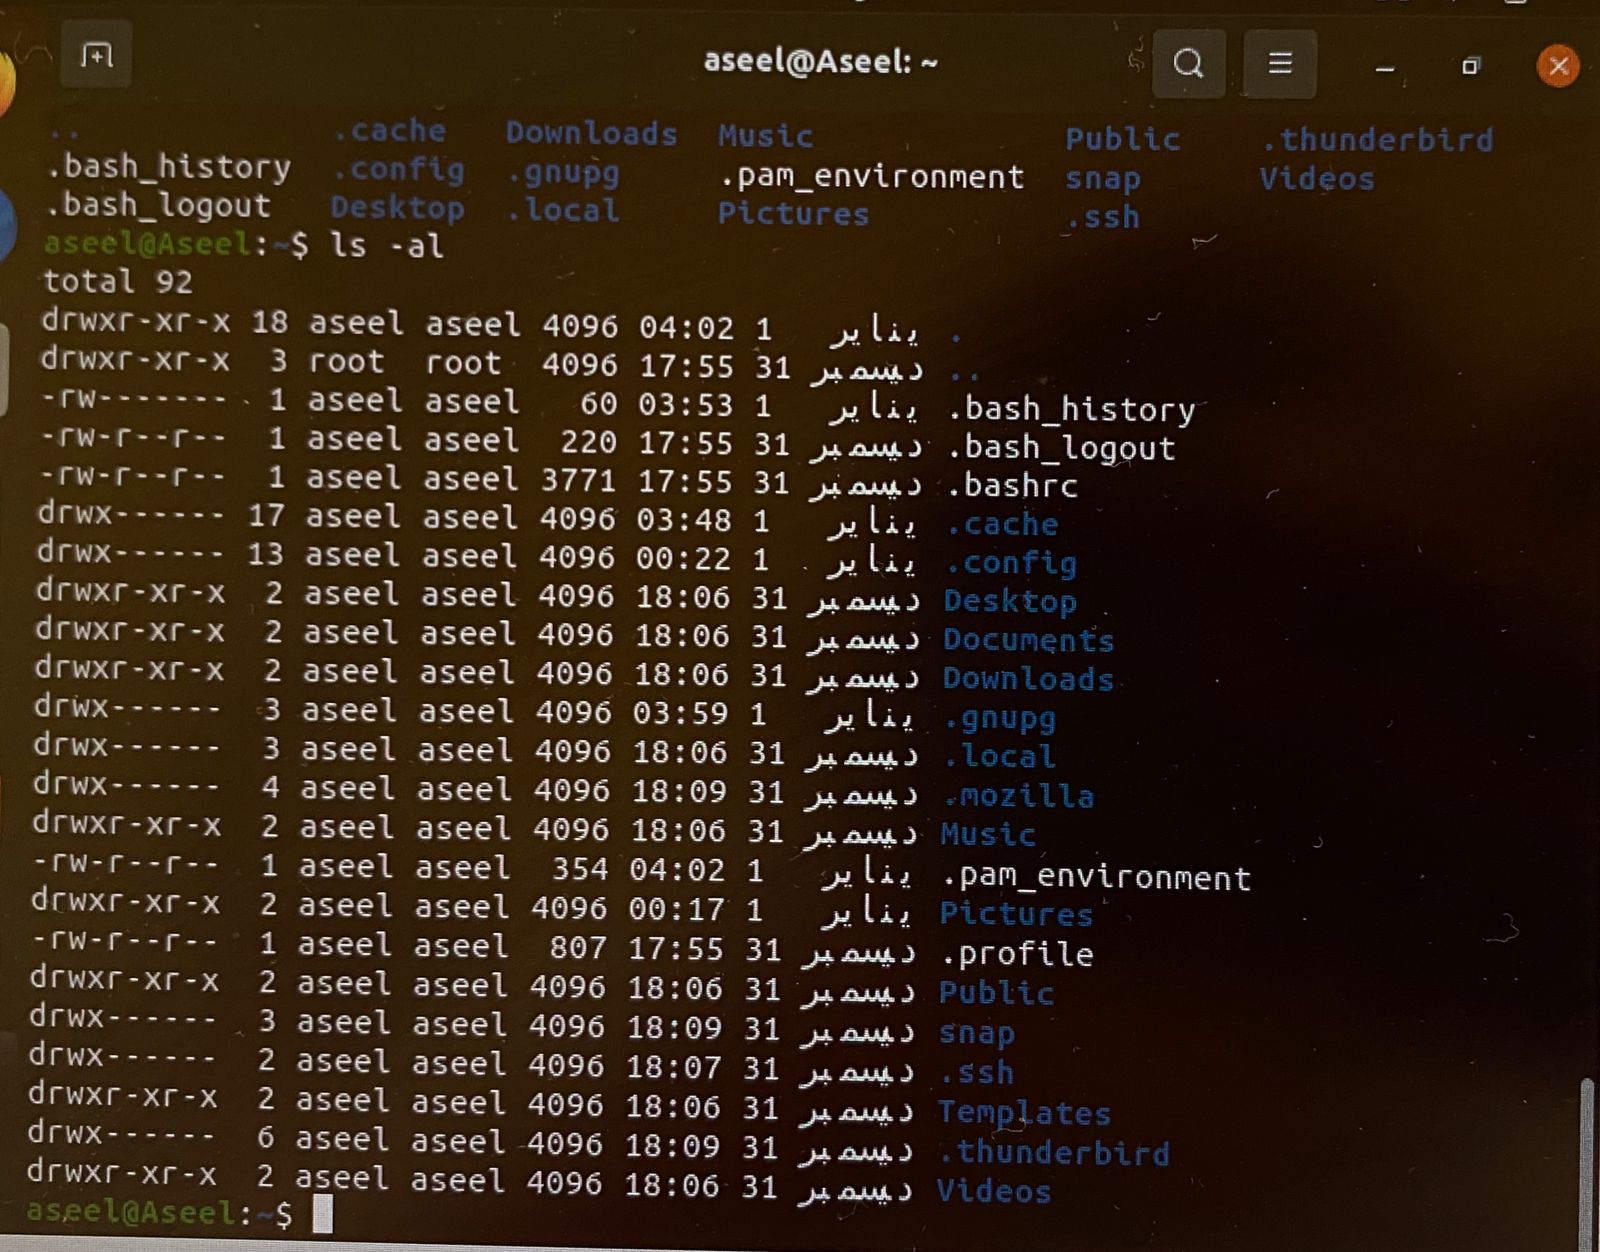 aseel@Aseel: ~
.. .cache Downloads Music Public .thunderbird
.bash_history .config .gnupg .pam_environment snap Videos
.bash_logout Desktop .local Pictures .ssh
aseel@Aseel:~$ ls -al
total 92
drwxr-xr-x 18 aseel aseel 4096 04:02 1 يناير .
drwxr-xr-x 3 root root 4096 17:55 31 ديسمبر ..
-rw------- 1 aseel aseel 60 03:53 1 يناير .bash_history
-rw-r--r-- 1 aseel aseel 220 17:55 31 ديسمبر .bash_logout
-rw-r--r-- 1 aseel aseel 3771 17:55 31 ديسمبر .bashrc
drwx------ 17 aseel aseel 4096 03:48 1 يناير .cache
drwx------ 13 aseel aseel 4096 00:22 1 يناير .config
drwxr-xr-x 2 aseel aseel 4096 18:06 31 ديسمبر Desktop
drwxr-xr-x 2 aseel aseel 4096 18:06 31 ديسمبر Documents
drwxr-xr-x 2 aseel aseel 4096 18:06 31 ديسمبر Downloads
drwx------ 3 aseel aseel 4096 03:59 1 يناير .gnupg
drwx------ 3 aseel aseel 4096 18:06 31 ديسمبر .local
drwx------ 4 aseel aseel 4096 18:09 31 ديسمبر .mozilla
drwxr-xr-x 2 aseel aseel 4096 18:06 31 ديسمبر Music
-rw-r--r-- 1 aseel aseel 354 04:02 1 يناير .pam_environment
drwxr-xr-x 2 aseel aseel 4096 00:17 1 يناير Pictures
-rw-r--r-- 1 aseel aseel 807 17:55 31 ديسمبر .profile
drwxr-xr-x 2 aseel aseel 4096 18:06 31 ديسمبر Public
drwx------ 3 aseel aseel 4096 18:09 31 ديسمبر snap
drwx------ 2 aseel aseel 4096 18:07 31 ديسمبر .ssh
drwxr-xr-x 2 aseel aseel 4096 18:06 31 ديسمبر Templates
drwx------ 6 aseel aseel 4096 18:09 31 ديسمبر .thunderbird
drwxr-xr-x 2 aseel aseel 4096 18:06 31 ديسمبر Videos
aseel@Aseel:~$